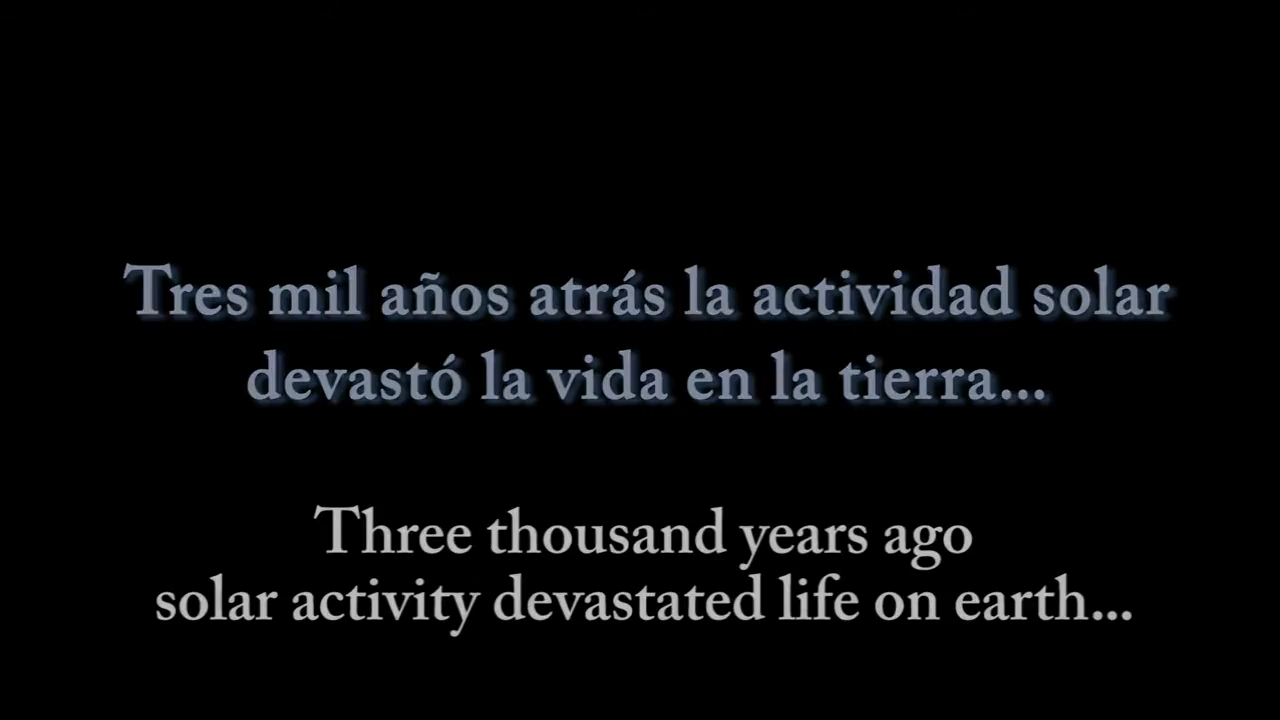 Tres mil años atrás la actividad solar
devastó la vida en la tierra...
Three thousand years ago
solar activity devastated life on earth...